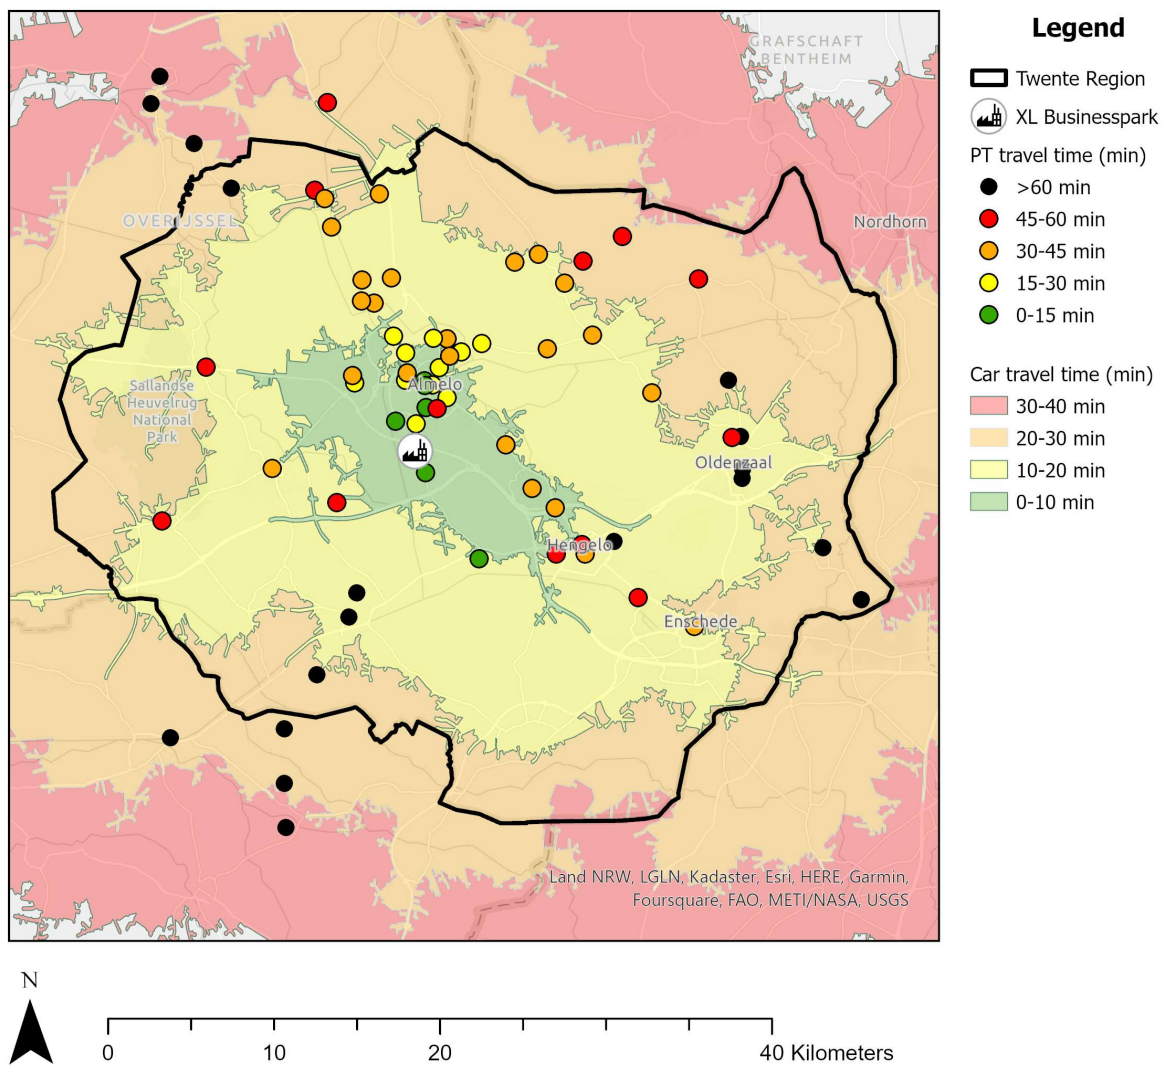 GRAFSCHAFT
BENTHEIM
OVERIJSSEL
Nordhorn
Sallandse
Heuvelrug
National
Park
Almelo
Oldenzaal
Hengelo
Enschede
Land NRW, LGLN, Kadaster, Esri, HERE, Garmin,
Foursquare, FAO, METI/NASA, USGS
Legend
Twente Region
XL Businesspark
PT travel time (min)
>60 min
45-60 min
30-45 min
15-30 min
0-15 min
Car travel time (min)
30-40 min
20-30 min
10-20 min
0-10 min
N
0 10 20 40 Kilometers